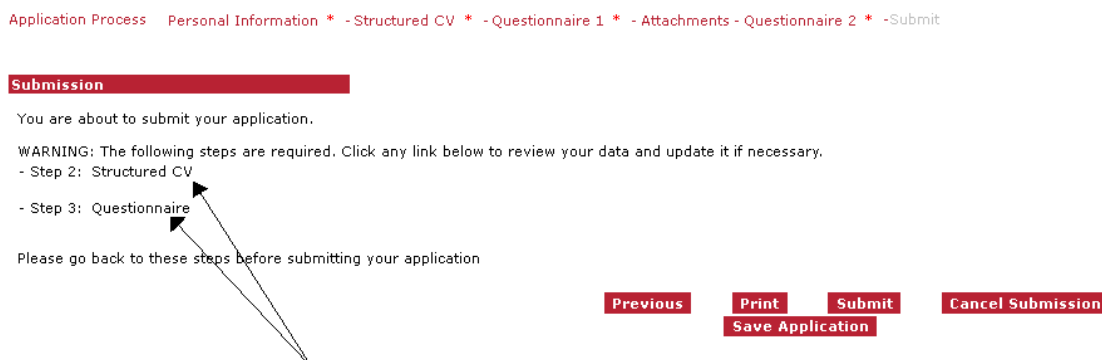 Application Process Personal Information * - Structured CV * - Questionnaire 1 * - Attachments - Questionnaire 2 * -Submit
Submission
You are about to submit your application.
WARNING: The following steps are required. Click any link below to review your data and update it if necessary.
- Step 2: Structured CV
- Step 3: Questionnaire
Please go back to these steps before submitting your application
Previous Print Submit Cancel Submission
Save Application